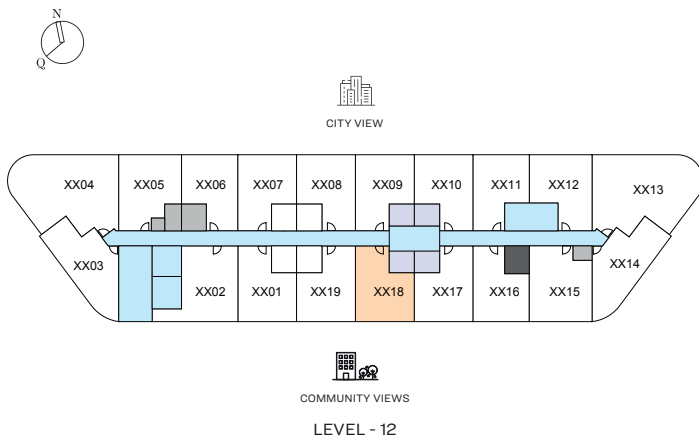 N
Q
CITY VIEW
XX04 XX05 XX06 XX07 XX08 XX09 XX10 XX11 XX12 XX13
XX03 XX02 XX01 XX19 XX18 XX17 XX16 XX15 XX14
COMMUNITY VIEWS
LEVEL - 12